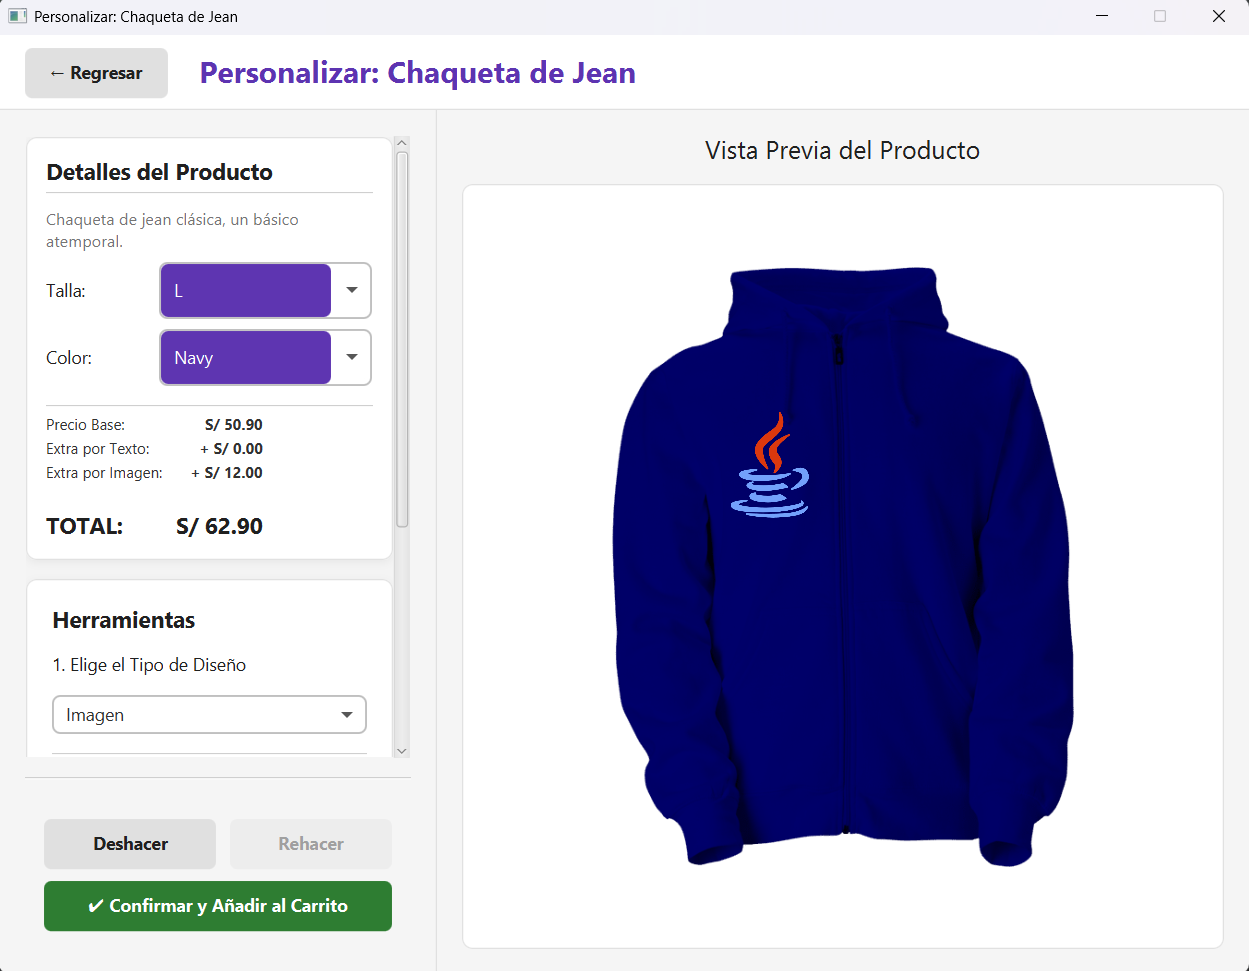 Personalizar: Chaqueta de Jean
← Regresar
Personalizar: Chaqueta de Jean
Detalles del Producto
Chaqueta de jean clásica, un básico
atemporal.
Talla:
L
Color:
Navy
Precio Base: S/ 50.90
Extra por Texto: + S/ 0.00
Extra por Imagen: + S/ 12.00
TOTAL: S/ 62.90
Herramientas
1. Elige el Tipo de Diseño
Imagen
Deshacer
Rehacer
✔ Confirmar y Añadir al Carrito
Vista Previa del Producto